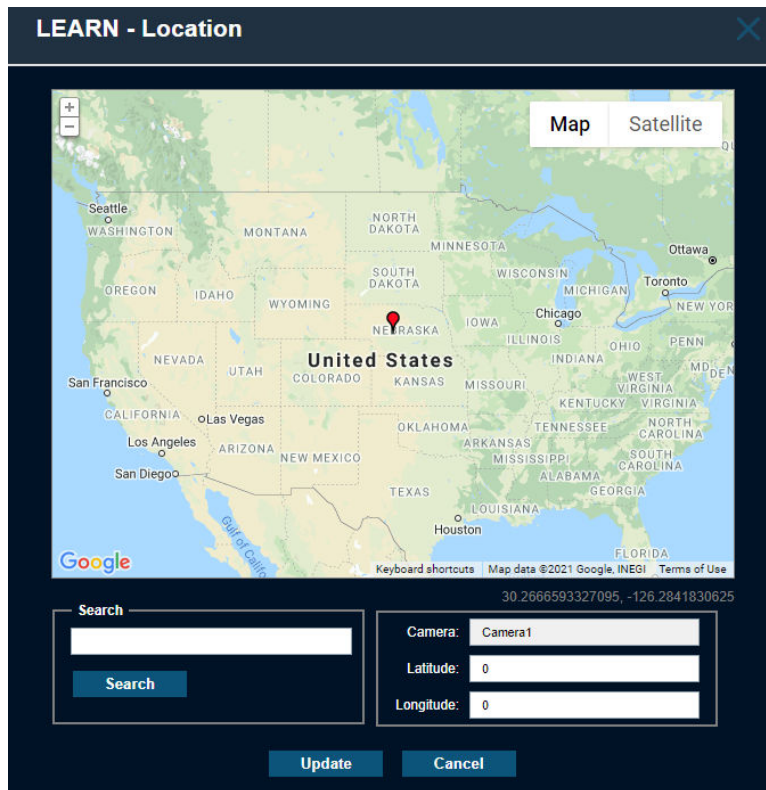 LEARN - Location
+
−
Map Satellite
Seattle
WASHINGTON
MONTANA
NORTH
DAKOTA
MINNESOTA
Ottawa
SOUTH
DAKOTA
WISCONSIN
OREGON
IDAHO
WYOMING
MICHIGAN
Toronto
NEW YOR
Chicago
NEBRASKA
IOWA
ILLINOIS
OHIO
PENN
INDIANA
NEVADA
UTAH
United States
COLORADO
KANSAS
MISSOURI
WEST
VIRGINIA
MD
DEN
San Francisco
KENTUCKY
VIRGINIA
CALIFORNIA
Las Vegas
OKLAHOMA
TENNESSEE
NORTH
CAROLINA
Los Angeles
ARIZONA
NEW MEXICO
ARKANSAS
MISSISSIPPI
SOUTH
CAROLINA
San Diego
ALABAMA
TEXAS
GEORGIA
LOUISIANA
Houston
Gulf of Califo
FLORIDA
Google
Keyboard shortcuts Map data ©2021 Google, INEGI Terms of Use
30.2666593327095, -126.2841830625
Search
Search
Camera: Camera1
Latitude: 0
Longitude: 0
Update Cancel